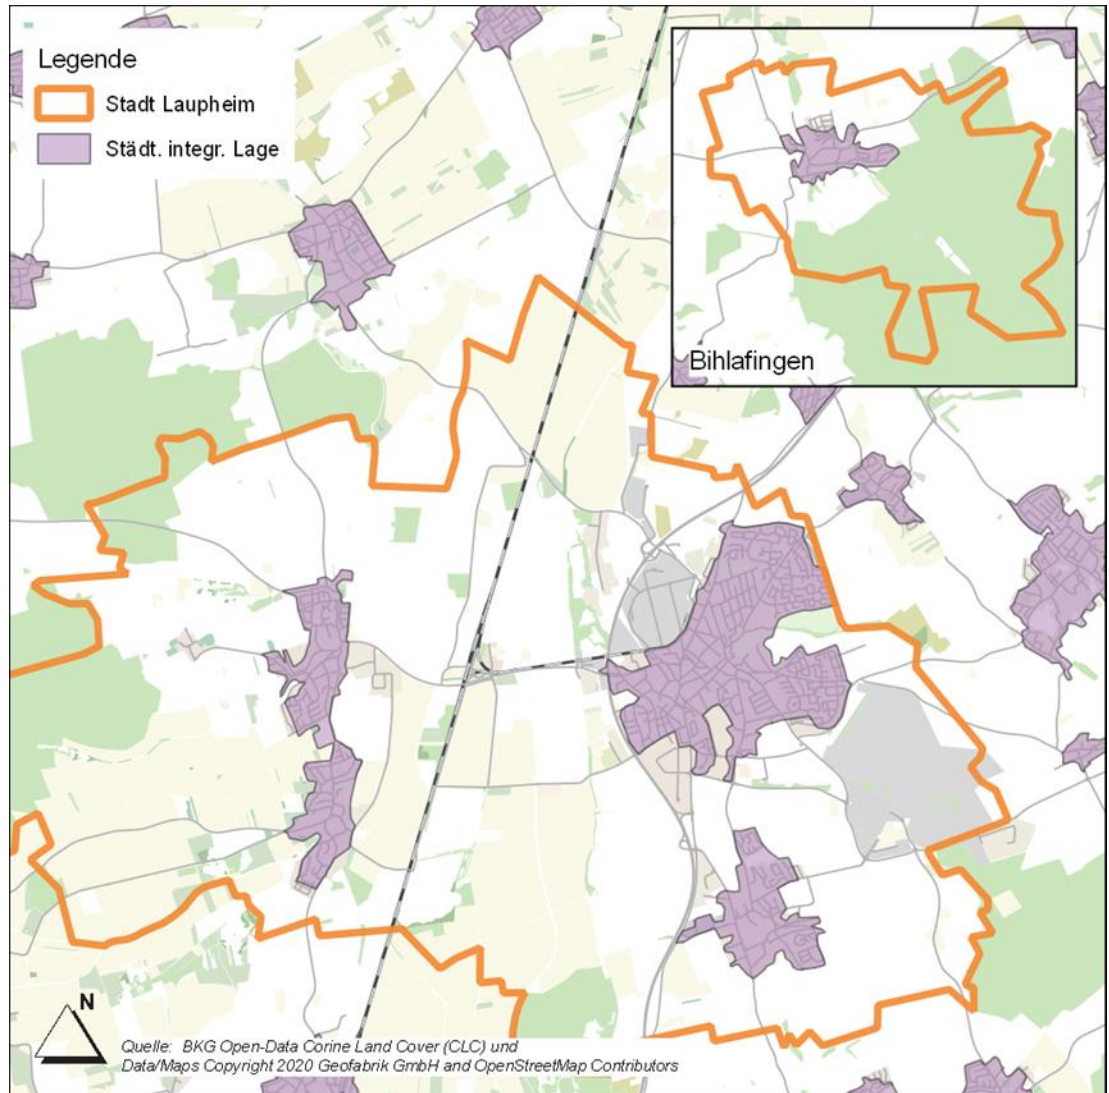 Legende
Stadt Laupheim
Städt. integr. Lage
Bihlafingen
N
Quelle: BKG Open-Data Corine Land Cover (CLC) und
Data/Maps Copyright 2020 Geofabrik GmbH and OpenStreetMap Contributors